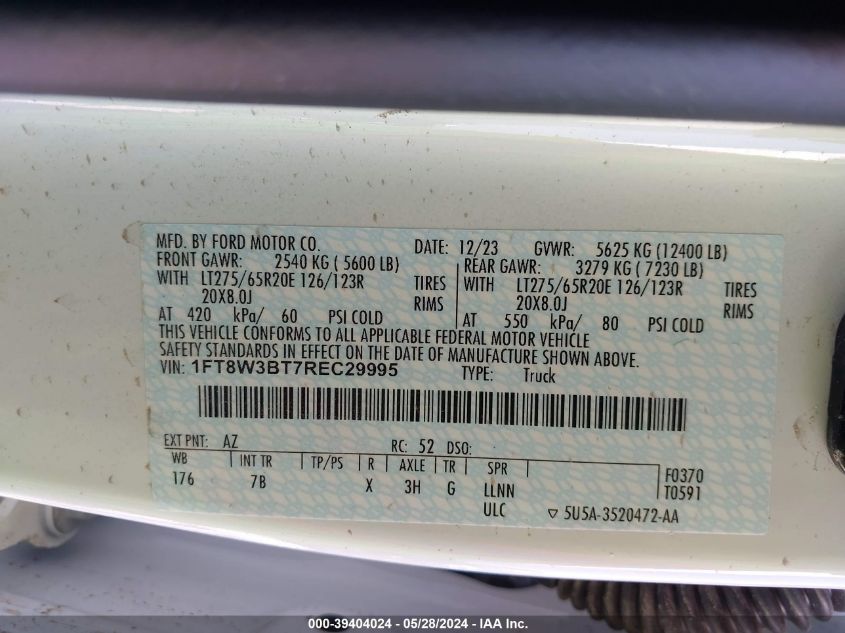 MFD. BY FORD MOTOR CO. DATE: 12/23 GVWR: 5625 KG (12400 LB)
FRONT GAWR: 2540 KG ( 5600 LB) REAR GAWR: 3279 KG ( 7230 LB)
WITH LT275/65R20E 126/123R TIRES WITH LT275/65R20E 126/123R TIRES
20X8.0J RIMS 20X8.0J RIMS
AT 420 kPa/ 60 PSI COLD AT 550 kPa/ 80 PSI COLD
THIS VEHICLE CONFORMS TO ALL APPLICABLE FEDERAL MOTOR VEHICLE
SAFETY STANDARDS IN EFFECT ON THE DATE OF MANUFACTURE SHOWN ABOVE.
VIN: 1FT8W3BT7REC29995 TYPE: Truck
EXT PNT: AZ RC: 52 DSO:
WB INT TR TP/PS R AXLE TR SPR F0370
176 7B X 3H G LLNN T0591
ULC ▽ 5U5A-3520472-AA
000-39404024 - 05/28/2024 - IAA Inc.